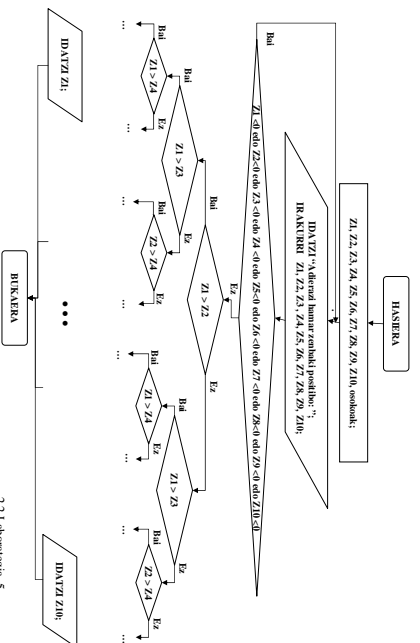 HASIERA
Z1, Z2, Z3, Z4, Z5, Z6, Z7, Z8, Z9, Z10, osokoak;
IDATZI “Adierazi hamar zenbaki positibo: ”;
IRAKURRI Z1, Z2, Z3 , Z4, Z5, Z6, Z7, Z8, Z9, Z10;
Z1 <0 edo Z2<0 edo Z3 <0 edo Z4 <0 edo Z5<0 edo Z6 <0 edo Z7 <0 edo Z8<0 edo Z9 <0 edo Z10 <0
Bai
Ez
Z1 > Z2
Bai
Ez
Z1 > Z3
Bai
Ez
Z1 > Z3
Bai
Ez
Z1 > Z4
Bai
Ez
Z2 > Z4
Bai
Ez
Z1 > Z4
Bai
Ez
Z2 > Z4
Bai
Ez
...
...
...
...
...
...
...
...
IDATZI Z1;
•••
IDATZI Z10;
BUKAERA